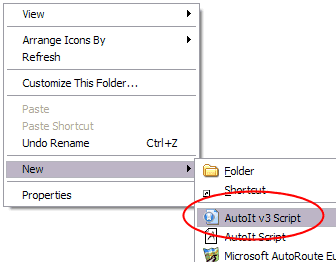 View
Arrange Icons By
Refresh
Customize This Folder...
Paste
Paste Shortcut
Undo Rename Ctrl+Z
New
Properties
Folder
Shortcut
AutoIt v3 Script
AutoIt Script
Microsoft AutoRoute Eu